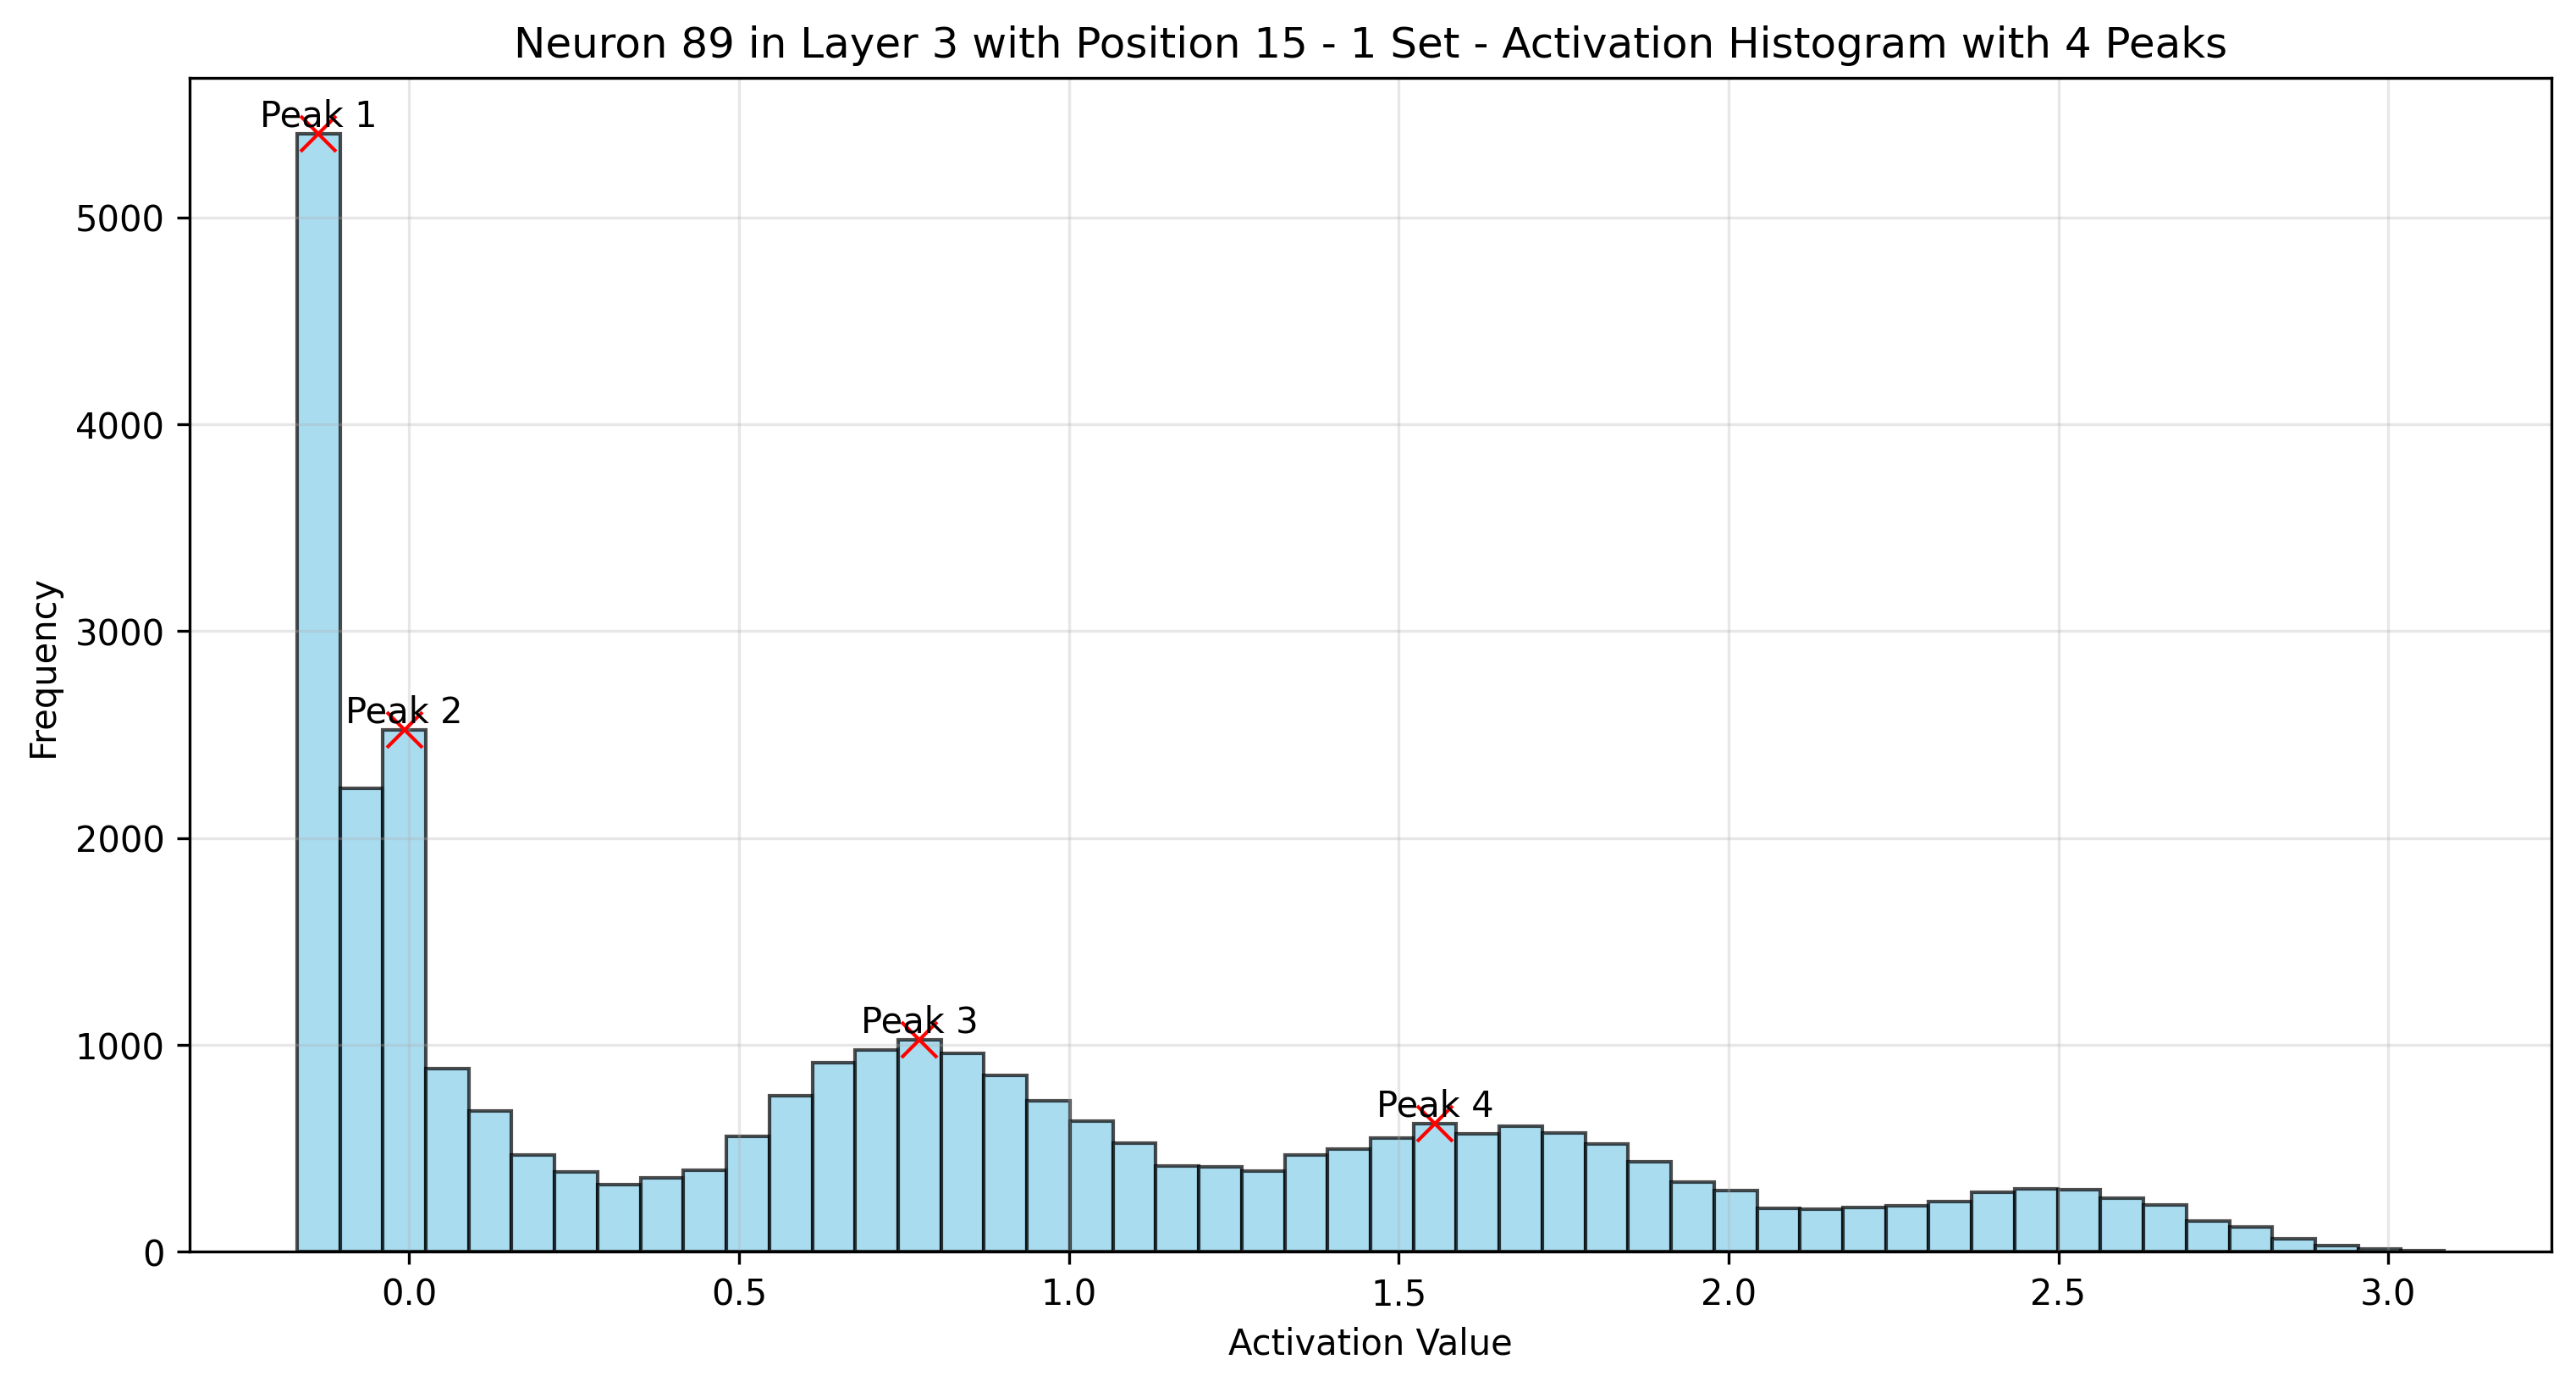 Neuron 89 in Layer 3 with Position 15 - 1 Set - Activation Histogram with 4 Peaks
Peak 1
5000
4000
3000
Peak 2
2000
Peak 3
1000
Peak 4
0
Frequency
0.0 0.5 1.0 1.5 2.0 2.5 3.0
Activation Value